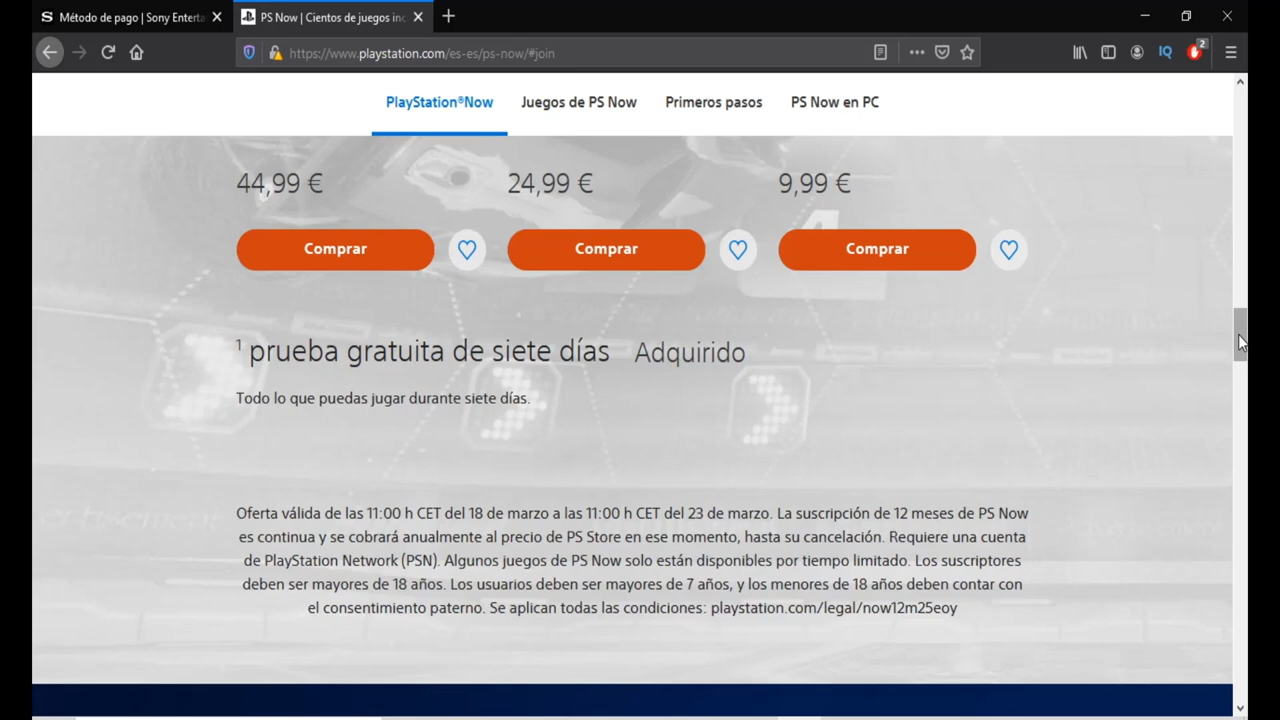 Método de pago | Sony Enterta
PS Now | Cientos de juegos inc
https://www.playstation.com/es-es/ps-now/#join
IQ
2
PlayStation®Now
Juegos de PS Now
Primeros pasos
PS Now en PC
44,99 €
24,99 €
9,99 €
Comprar
Comprar
Comprar
1 prueba gratuita de siete días
Adquirido
Todo lo que puedas jugar durante siete días.
Oferta válida de las 11:00 h CET del 18 de marzo a las 11:00 h CET del 23 de marzo. La suscripción de 12 meses de PS Now
es continua y se cobrará anualmente al precio de PS Store en ese momento, hasta su cancelación. Requiere una cuenta
de PlayStation Network (PSN). Algunos juegos de PS Now solo están disponibles por tiempo limitado. Los suscriptores
deben ser mayores de 18 años. Los usuarios deben ser mayores de 7 años, y los menores de 18 años deben contar con
el consentimiento paterno. Se aplican todas las condiciones: playstation.com/legal/now12m25eoy